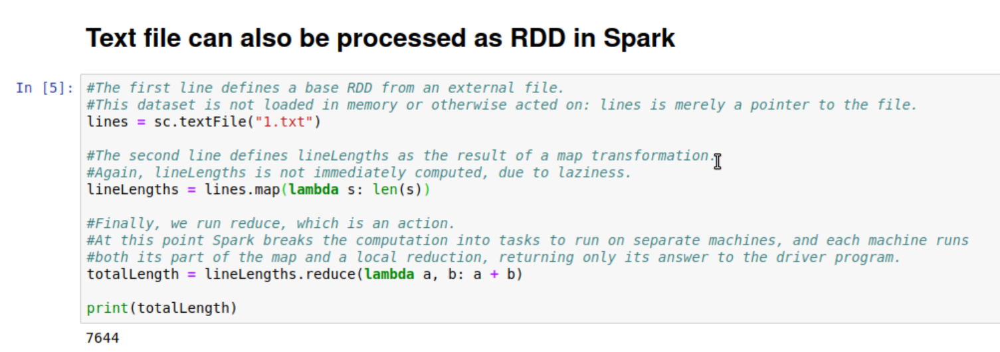 Text file can also be processed as RDD in Spark
In [5]:
#The first line defines a base RDD from an external file.
#This dataset is not loaded in memory or otherwise acted on: lines is merely a pointer to the file.
lines = sc.textFile("1.txt")
#The second line defines lineLengths as the result of a map transformation.
#Again, lineLengths is not immediately computed, due to laziness.
lineLengths = lines.map(lambda s: len(s))
#Finally, we run reduce, which is an action.
#At this point Spark breaks the computation into tasks to run on separate machines, and each machine runs
#both its part of the map and a local reduction, returning only its answer to the driver program.
totalLength = lineLengths.reduce(lambda a, b: a + b)
print(totalLength)
7644